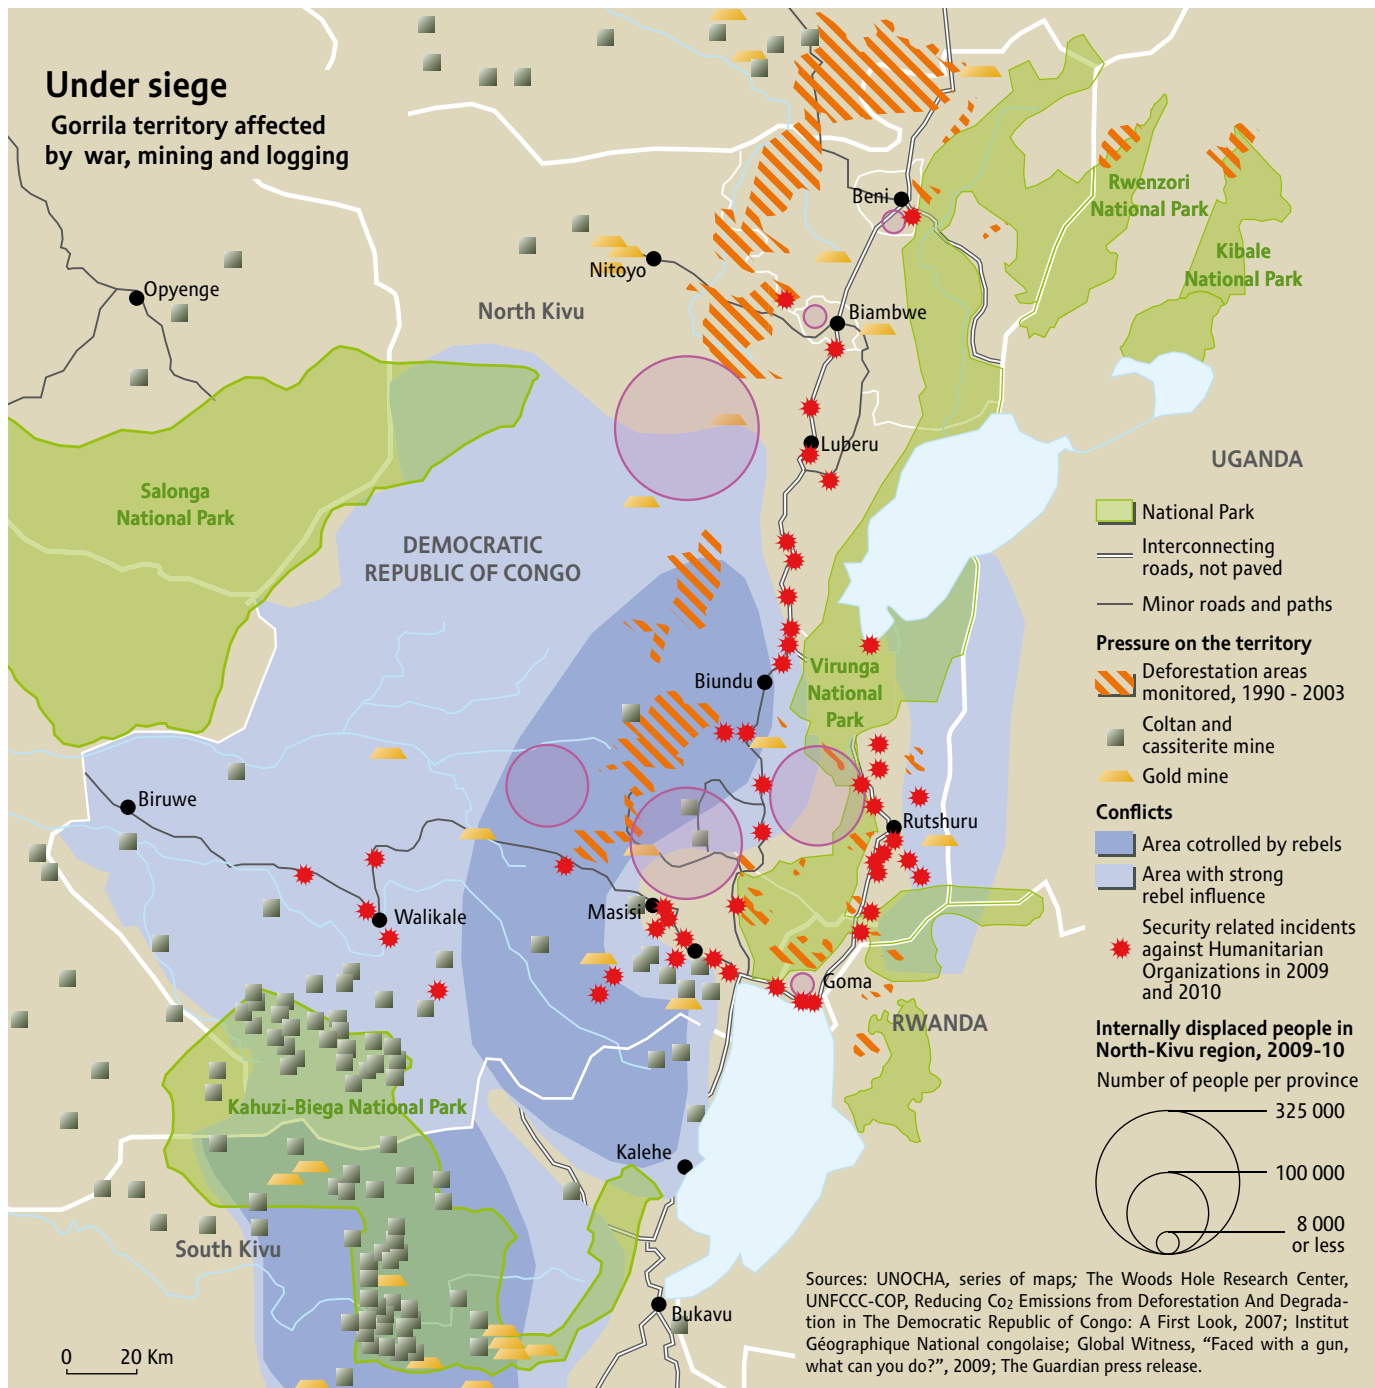 Under siege
Gorrila territory affected
by war, mining and logging
Beni
Rwenzori
National Park
Kibale
National Park
Nitoyo
Opyenge
North Kivu
Biambwe
Luberu
UGANDA
Salonga
National Park
DEMOCRATIC
REPUBLIC OF CONGO
National Park
Interconnecting
roads, not paved
Minor roads and paths
Pressure on the territory
Deforestation areas
monitored, 1990 - 2003
Coltan and
cassiterite mine
Gold mine
Conflicts
Area cotrolled by rebels
Area with strong
rebel influence
Security related incidents
against Humanitarian
Organizations in 2009
and 2010
Internally displaced people in
North-Kivu region, 2009-10
Number of people per province
325 000
100 000
8 000
or less
Virunga
National
Park
Biundu
Biruwe
Rutshuru
Walikale
Masisi
Goma
RWANDA
Kahuzi-Biega National Park
Kalehe
South Kivu
Bukavu
0 20 Km
Sources: UNOCHA, series of maps; The Woods Hole Research Center,
UNFCCC-COP, Reducing Co2 Emissions from Deforestation And Degrada-
tion in The Democratic Republic of Congo: A First Look, 2007; Institut
Géographique National congolaise; Global Witness, “Faced with a gun,
what can you do?”, 2009; The Guardian press release.